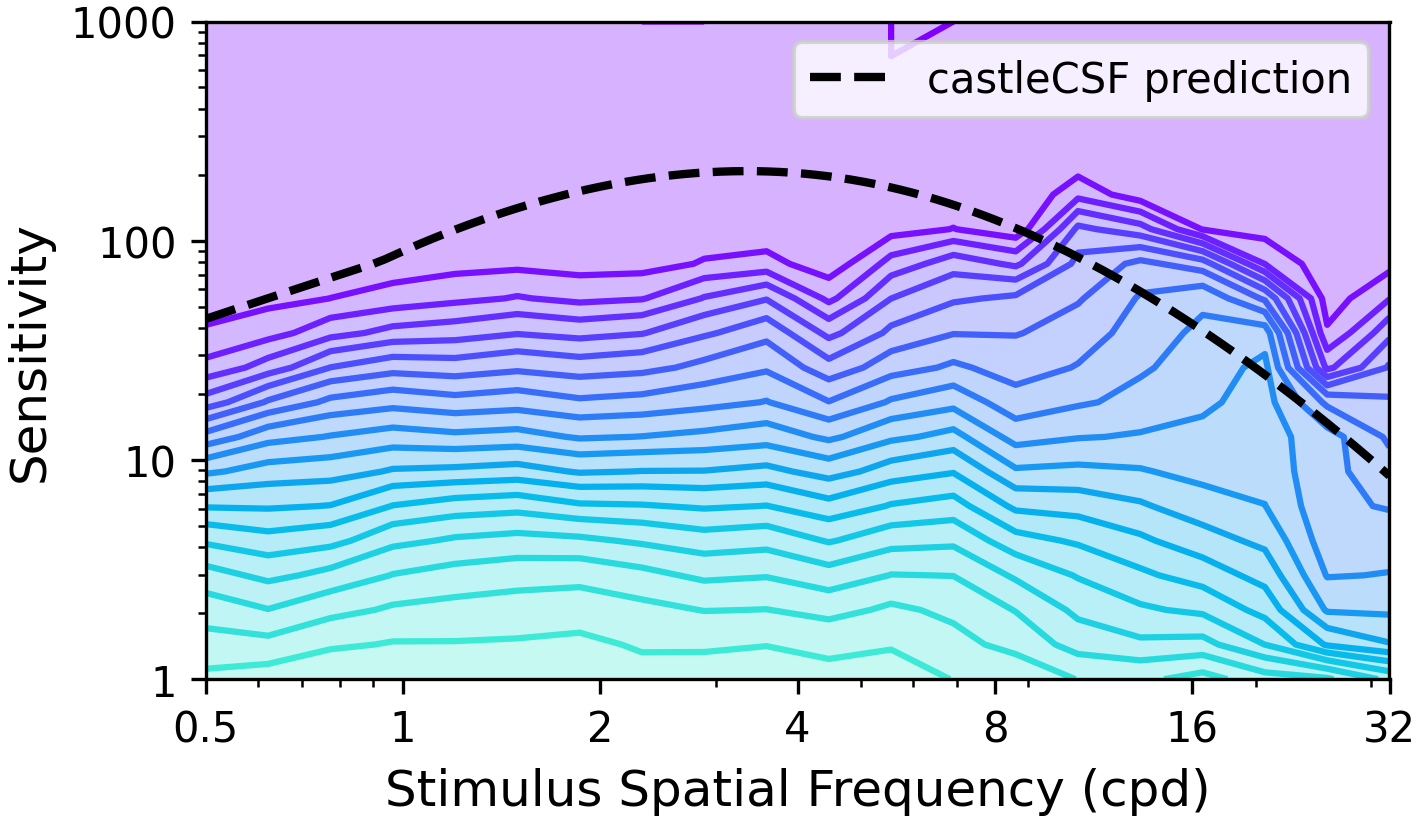 1000
castleCSF prediction
100
Sensitivity
10
1
0.5 1 2 4 8 16 32
Stimulus Spatial Frequency (cpd)